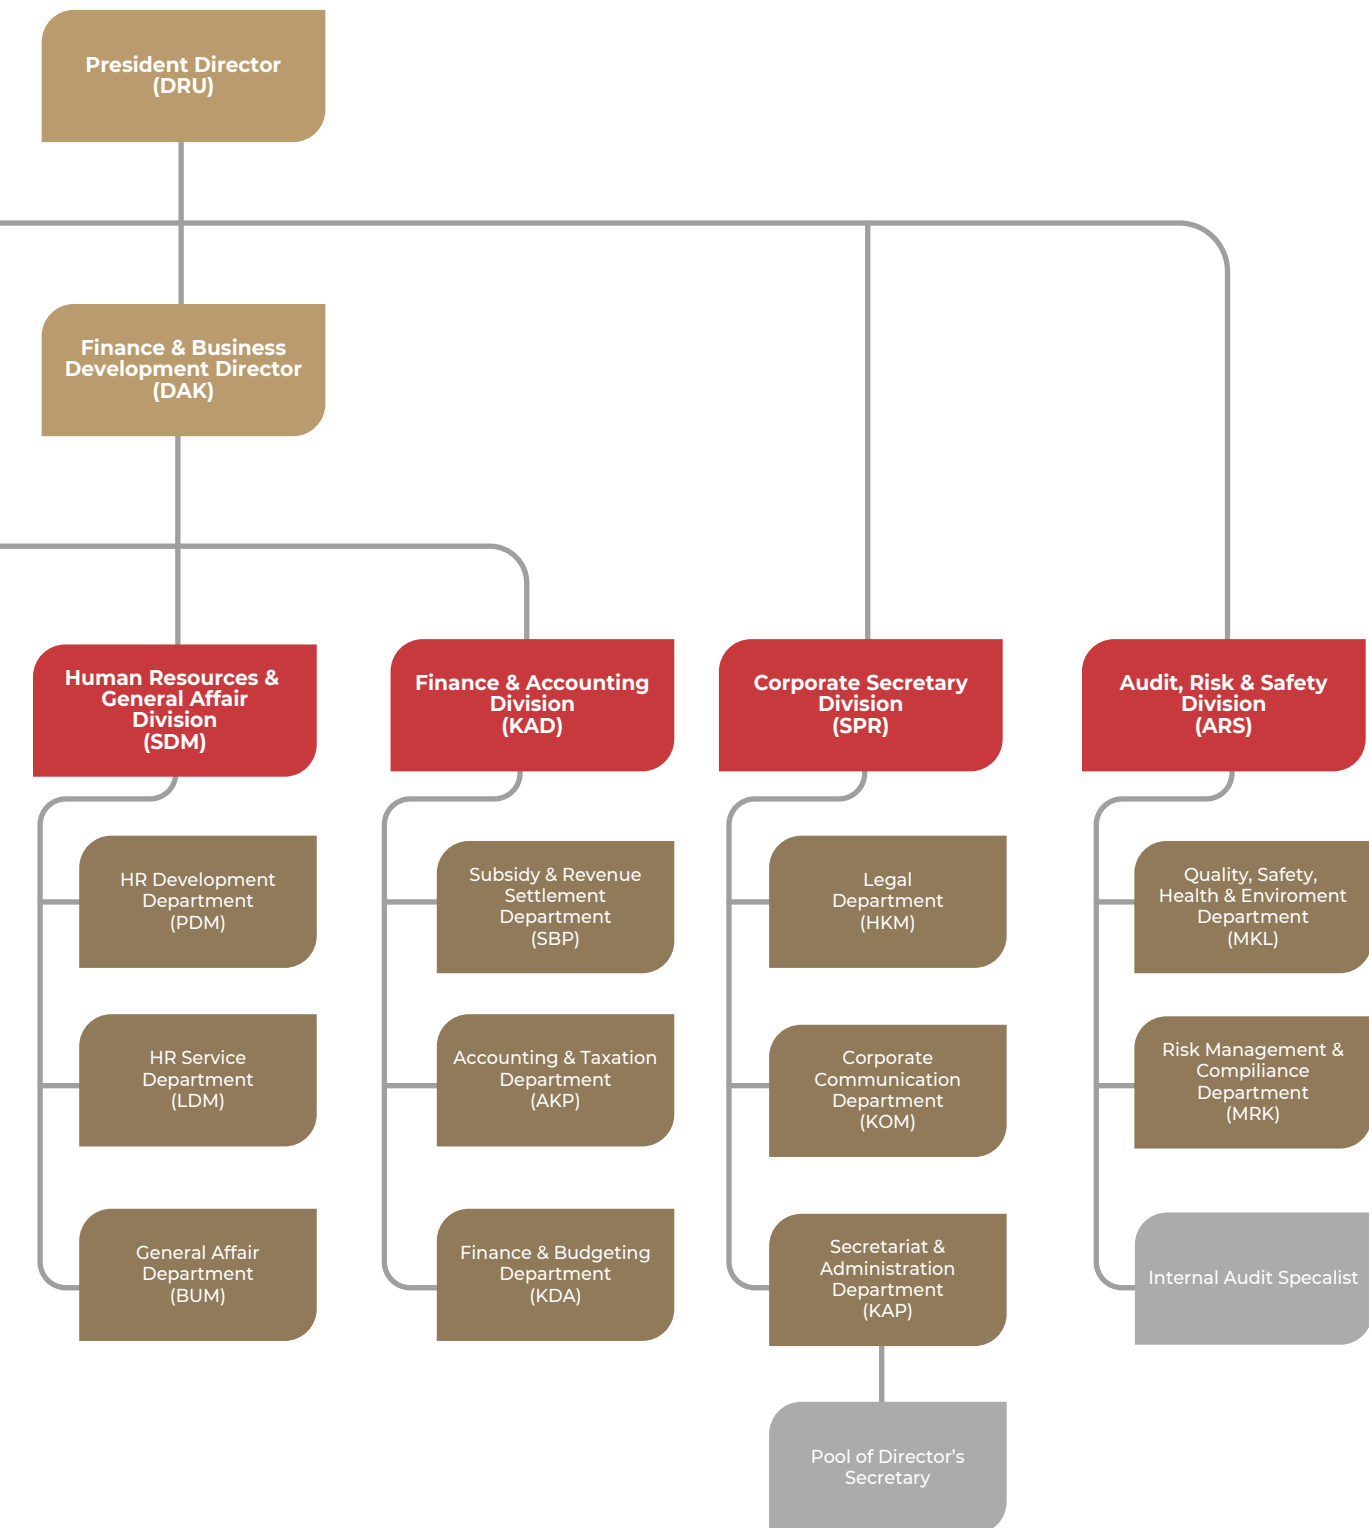 President Director
(DRU)
Finance & Business
Development Director
(DAK)
Human Resources &
General Affair
Division
(SDM)
Finance & Accounting
Division
(KAD)
Corporate Secretary
Division
(SPR)
Audit, Risk & Safety
Division
(ARS)
HR Development
Department
(PDM)
Subsidy & Revenue
Settlement
Department
(SBP)
Legal
Department
(HKM)
Quality, Safety,
Health & Enviroment
Department
(MKL)
HR Service
Department
(LDM)
Accounting & Taxation
Department
(AKP)
Corporate
Communication
Department
(KOM)
Risk Management &
Compiliance
Department
(MRK)
General Affair
Department
(BUM)
Finance & Budgeting
Department
(KDA)
Secretariat &
Administration
Department
(KAP)
Internal Audit Specalist
Pool of Director’s
Secretary